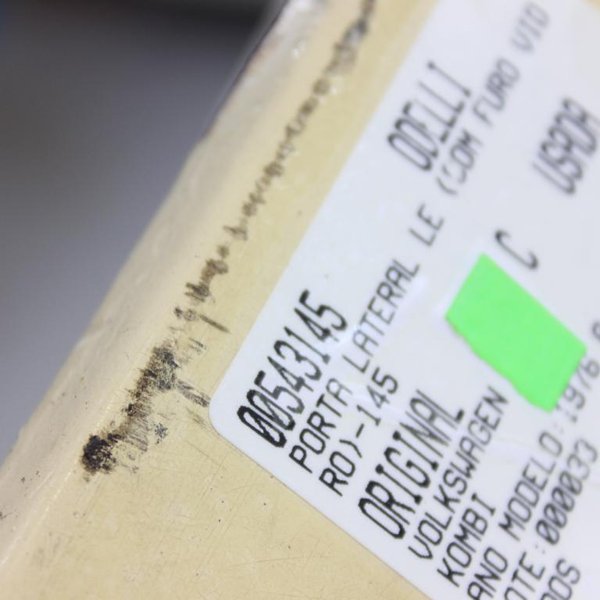 00543145 ODELLI
PORTA LATERAL LE (COM FURO VID
RO)-145
ORIGINAL C USADA
VOLKSWAGEN
KOMBI
ANO MODELO:1976
OTE:000033